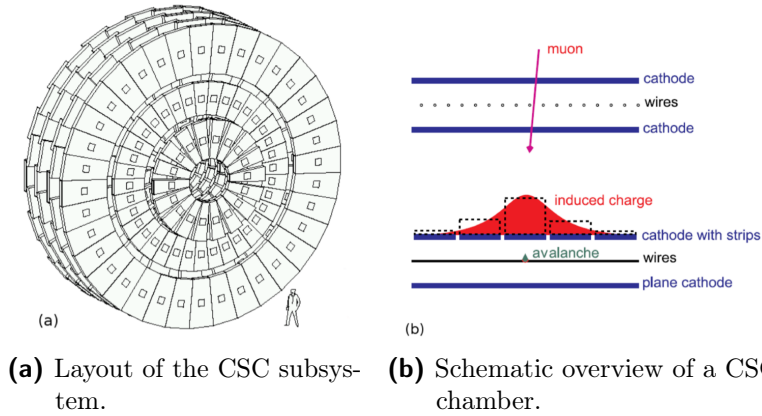 muon
cathode
wires
cathode
induced charge
cathode with strips
avalanche
wires
plane cathode
(a)
(b)
(a) Layout of the CSC subsys-
tem.
(b) Schematic overview of a CSC
chamber.